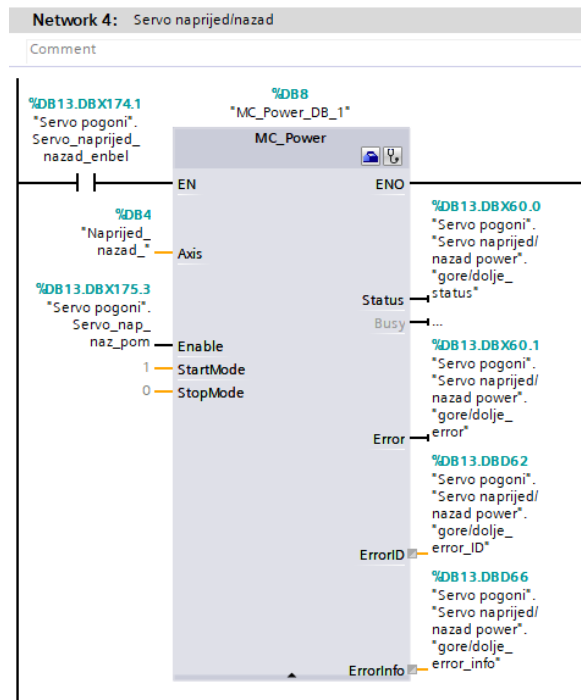 Network 4: Servo naprijed/nazad
Comment
%DB8
"MC_Power_DB_1"
MC_Power
%DB13.DBX174.1
"Servo pogoni".
Servo_naprijed_
nazad_enbel
EN
ENO
%DB4
"Naprijed_
nazad_"
Axis
%DB13.DBX175.3
"Servo pogoni".
Servo_nap_
naz_pom
Enable
1
StartMode
0
StopMode
%DB13.DBX60.0
"Servo pogoni".
"Servo naprijed/
nazad power".
"gore/dolje_
status"
Status
Busy
...
%DB13.DBX60.1
"Servo pogoni".
"Servo naprijed/
nazad power".
"gore/dolje_
error"
Error
%DB13.DBD62
"Servo pogoni".
"Servo naprijed/
nazad power".
"gore/dolje_
error_ID"
ErrorID
%DB13.DBD66
"Servo pogoni".
"Servo naprijed/
nazad power".
"gore/dolje_
error_info"
ErrorInfo